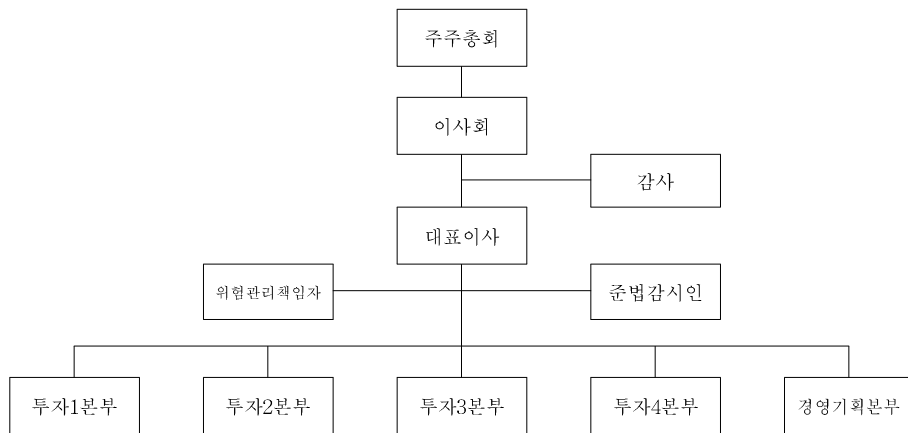 주주총회
이사회
감사
대표이사
위험관리책임자
준법감시인
투자1본부
투자2본부
투자3본부
투자4본부
경영기획본부